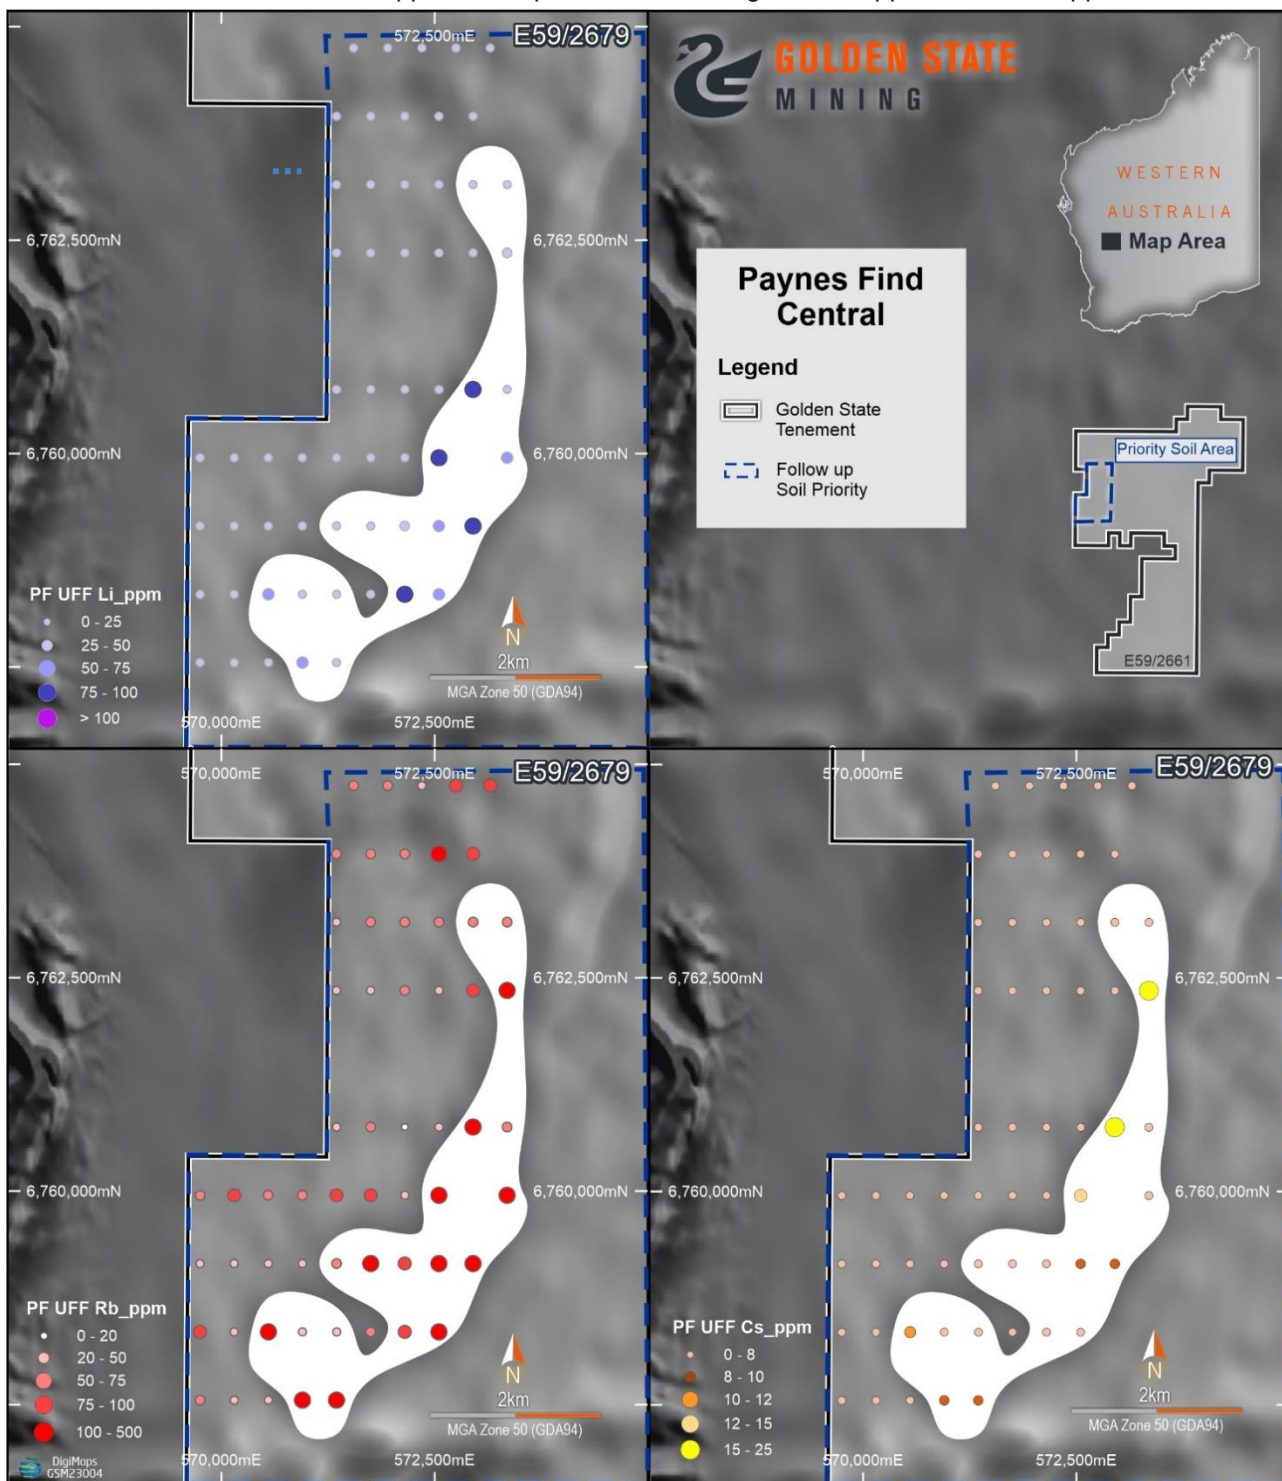 572,500mE
E59/2679
6,762,500mN
6,762,500mN
6,760,000mN
6,760,000mN
PF UFF Li_ppm
0 - 25
25 - 50
50 - 75
75 - 100
> 100
N
2km
MGA Zone 50 (GDA94)
570,000mE
572,500mE
GOLDEN STATE
MINING
WESTERN
AUSTRALIA
Map Area
Paynes Find
Central
Legend
Golden State
Tenement
Follow up
Soil Priority
Priority Soil Area
E59/2661
570,000mE
572,500mE
E59/2679
6,762,500mN
6,762,500mN
6,760,000mN
6,760,000mN
PF UFF Rb_ppm
0 - 20
20 - 50
50 - 75
75 - 100
100 - 500
N
2km
MGA Zone 50 (GDA94)
570,000mE
572,500mE
DigiMaps
GSM23004
570,000mE
572,500mE
E59/2679
6,762,500mN
6,760,000mN
PF UFF Cs_ppm
0 - 8
8 - 10
10 - 12
12 - 15
15 - 25
N
2km
MGA Zone 50 (GDA94)
570,000mE
572,500mE